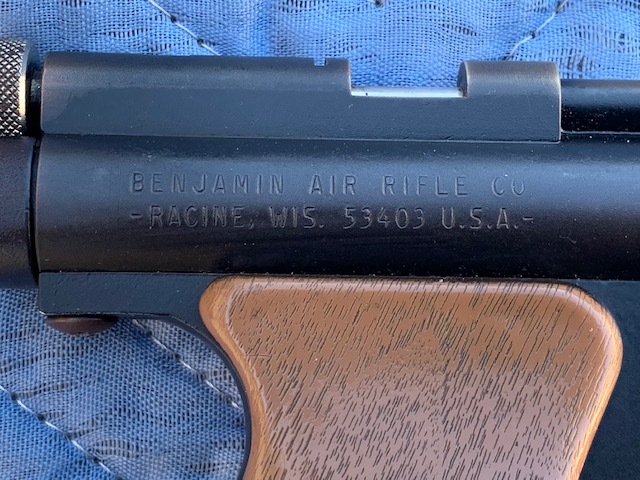 BENJAMIN AIR RIFLE CO
-RACINE, WIS. 53403 U.S.A.-